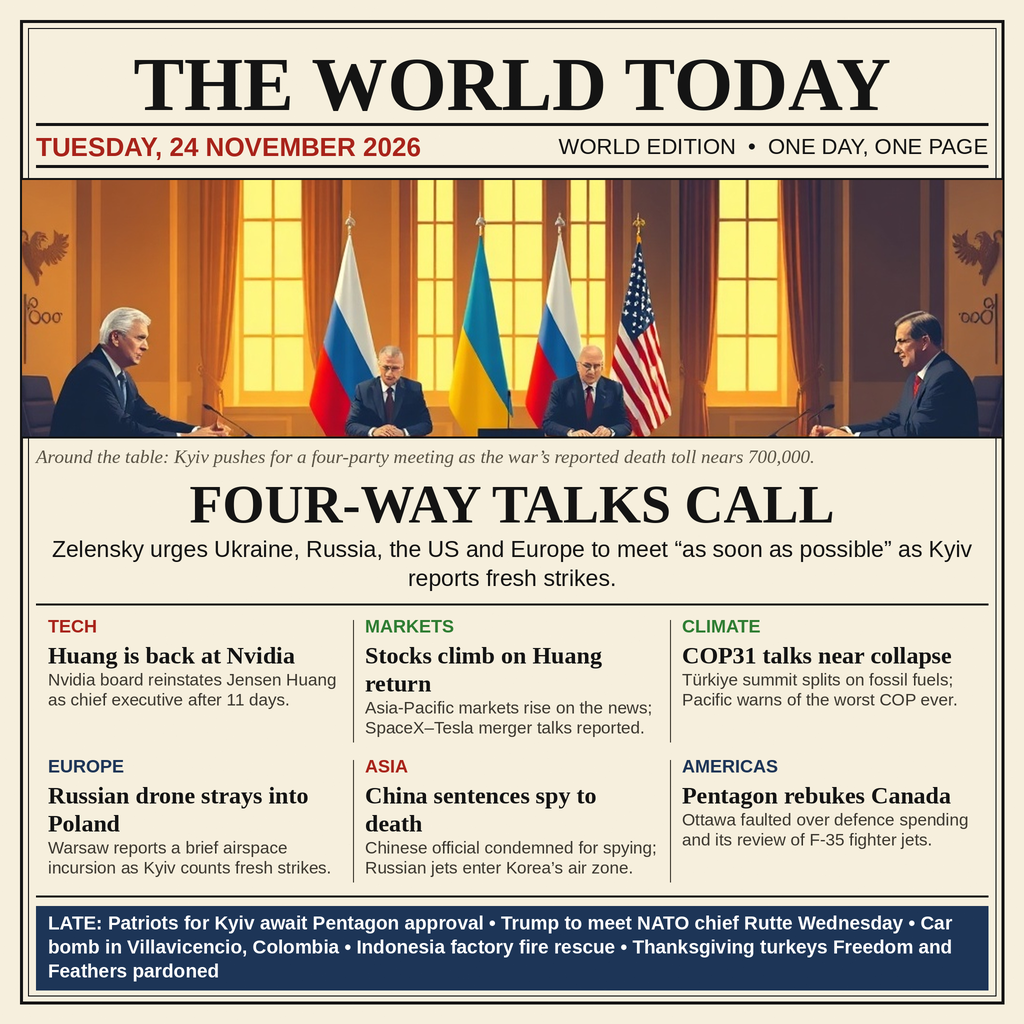 THE WORLD TODAY
TUESDAY, 24 NOVEMBER 2026
WORLD EDITION • ONE DAY, ONE PAGE
Around the table: Kyiv pushes for a four-party meeting as the war’s reported death toll nears 700,000.
FOUR-WAY TALKS CALL
Zelensky urges Ukraine, Russia, the US and Europe to meet “as soon as possible” as Kyiv
reports fresh strikes.
TECH
Huang is back at Nvidia
Nvidia board reinstates Jensen Huang
as chief executive after 11 days.
MARKETS
Stocks climb on Huang
return
Asia-Pacific markets rise on the news;
SpaceX–Tesla merger talks reported.
CLIMATE
COP31 talks near collapse
Türkiye summit splits on fossil fuels;
Pacific warns of the worst COP ever.
EUROPE
Russian drone strays into
Poland
Warsaw reports a brief airspace
incursion as Kyiv counts fresh strikes.
ASIA
China sentences spy to
death
Chinese official condemned for spying;
Russian jets enter Korea’s air zone.
AMERICAS
Pentagon rebukes Canada
Ottawa faulted over defence spending
and its review of F-35 fighter jets.
LATE: Patriots for Kyiv await Pentagon approval • Trump to meet NATO chief Rutte Wednesday • Car
bomb in Villavicencio, Colombia • Indonesia factory fire rescue • Thanksgiving turkeys Freedom and
Feathers pardoned